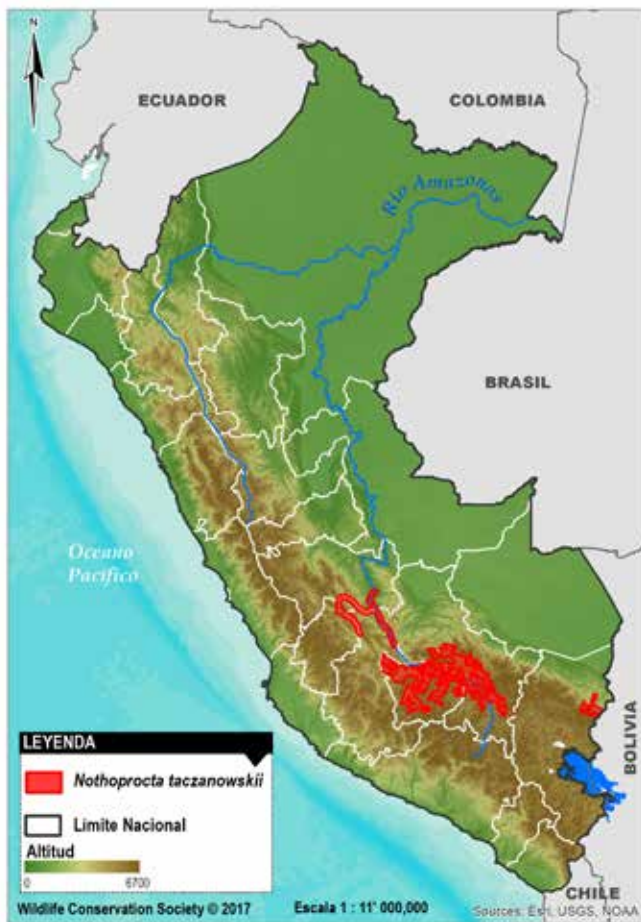 N
ECUADOR
COLOMBIA
Río Amazonas
BRASIL
Oceano
Pacífico
BOLIVIA
LEYENDA
Nothoprocta taczanowskii
Limite Nacional
Altitud
0
6700
CHILE
Wildlife Conservation Society © 2017
Escala 1 : 11' 000,000
Sources: Esri, USGS, NOAA